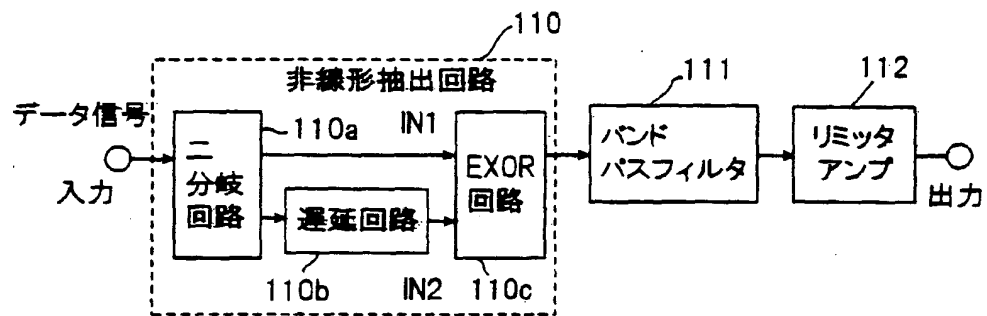 110
非線形抽出回路
111
112
データ信号
入力
二
分岐
回路
110a
IN1
遅延回路
110b
IN2
EXOR
回路
110c
バンド
パスフィルタ
リミッタ
アンプ
出力